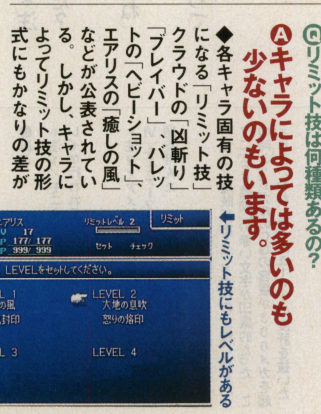 Ⓠリミット技は何種類あるの?
Ⓐキャラによっては多いのも
少ないのもいます。
◆各キャラ固有の技
になる「リミット技」
クラウドの「凶斬り」
「ブレイバー」、バレッ
トの「ヘビーショット」、
エアリスの「癒しの風」
などが公表されてい
る。しかし、キャラに
よってリミット技の形
式にもかなりの差が
←リミット技にもレベルがある
エアリス
17
リミットレベル 2
リミット
P 177/ 177
P 999/ 999
セット チェック
LEVELをセットしてください。
L 1
の風
封印
LEVEL 2
大地の息吹
怒りの烙印
L 3
LEVEL 4